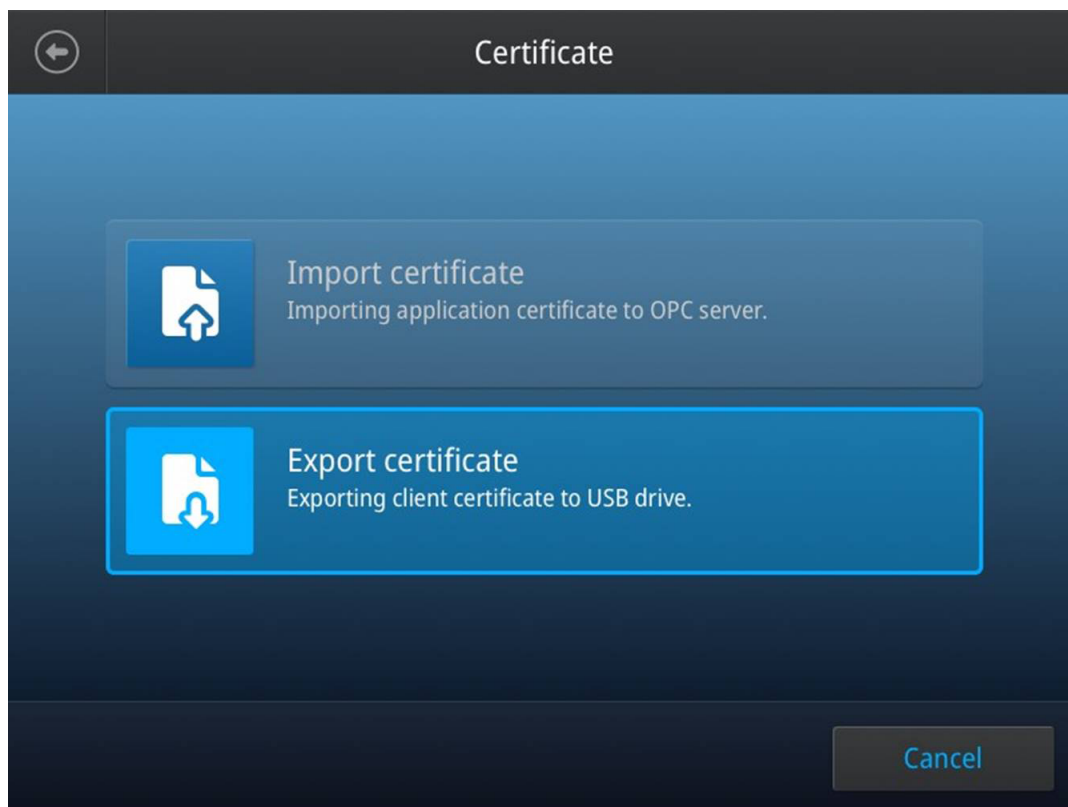 Certificate
Import certificate
Importing application certificate to OPC server.
Export certificate
Exporting client certificate to USB drive.
Cancel